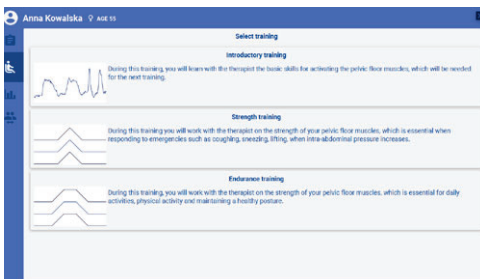 Anna Kowalska ♀ AGE 55
Select training
Introductory training
During this training, you will learn with the therapist the basic skills for activating the pelvic floor muscles, which will be needed
for the next training.
Strength training
During this training you will work with the therapist on the strength of your pelvic floor muscles, which is essential when
responding to emergencies such as coughing, sneezing, lifting, when intra-abdominal pressure increases.
Endurance training
During this training, you will work with the therapist on the strength of your pelvic floor muscles, which is essential for daily
activities, physical activity and maintaining a healthy posture.